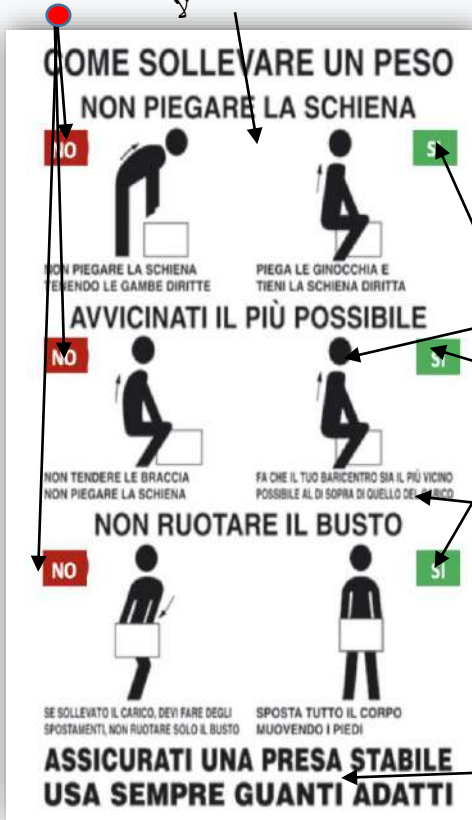 لا
COME SOLLEVARE UN PESO
NON PIEGARE LA SCHIENA
NO
SI
NON PIEGARE LA SCHIENA
TENENDO LE GAMBE DIRITTE
PIEGA LE GINOCCHIA E
TIENI LA SCHIENA DIRITTA
AVVICINATI IL PIÙ POSSIBILE
NO
SI
NON TENDERE LE BRACCIA
NON PIEGARE LA SCHIENA
FA CHE IL TUO BARICENTRO SIA IL PIÙ VICINO
POSSIBILE AL DI SOPRA DI QUELLO DEL CARICO
NON RUOTARE IL BUSTO
NO
SI
SE SOLLEVATO IL CARICO, DEVI FARE DEGLI
SPOSTAMENTI, NON RUOTARE SOLO IL BUSTO
SPOSTA TUTTO IL CORPO
MUOVENDO I PIEDI
ASSICURATI UNA PRESA STABILE
USA SEMPRE GUANTI ADATTI